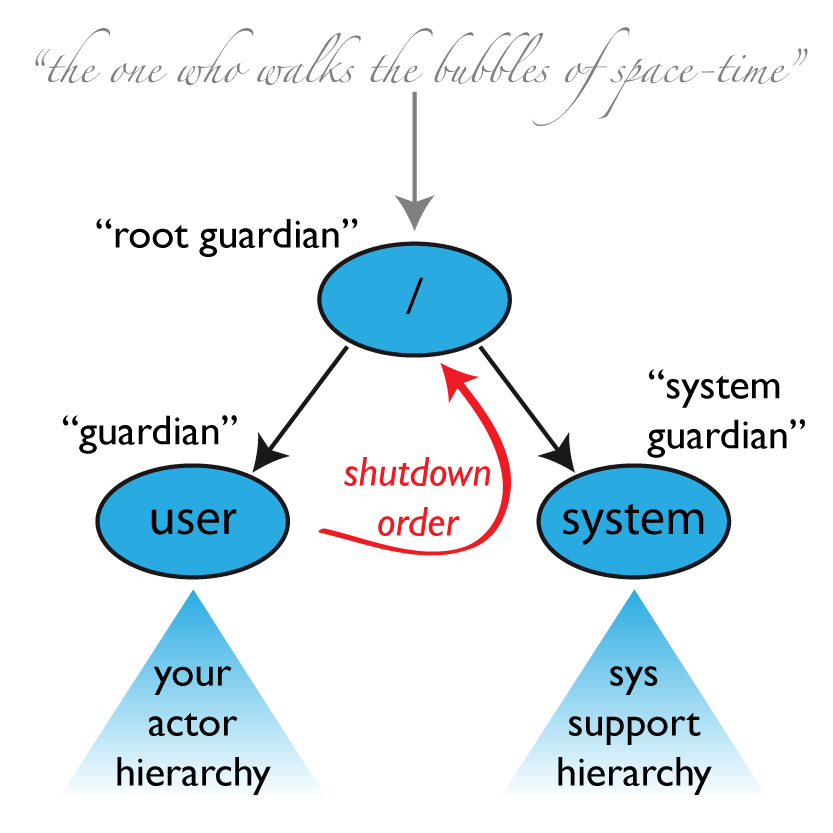 “the one who walks the bubbles of space-time”
“root guardian”
/
“system
guardian”
“guardian”
shutdown
order
user
system
your
actor
hierarchy
sys
support
hierarchy